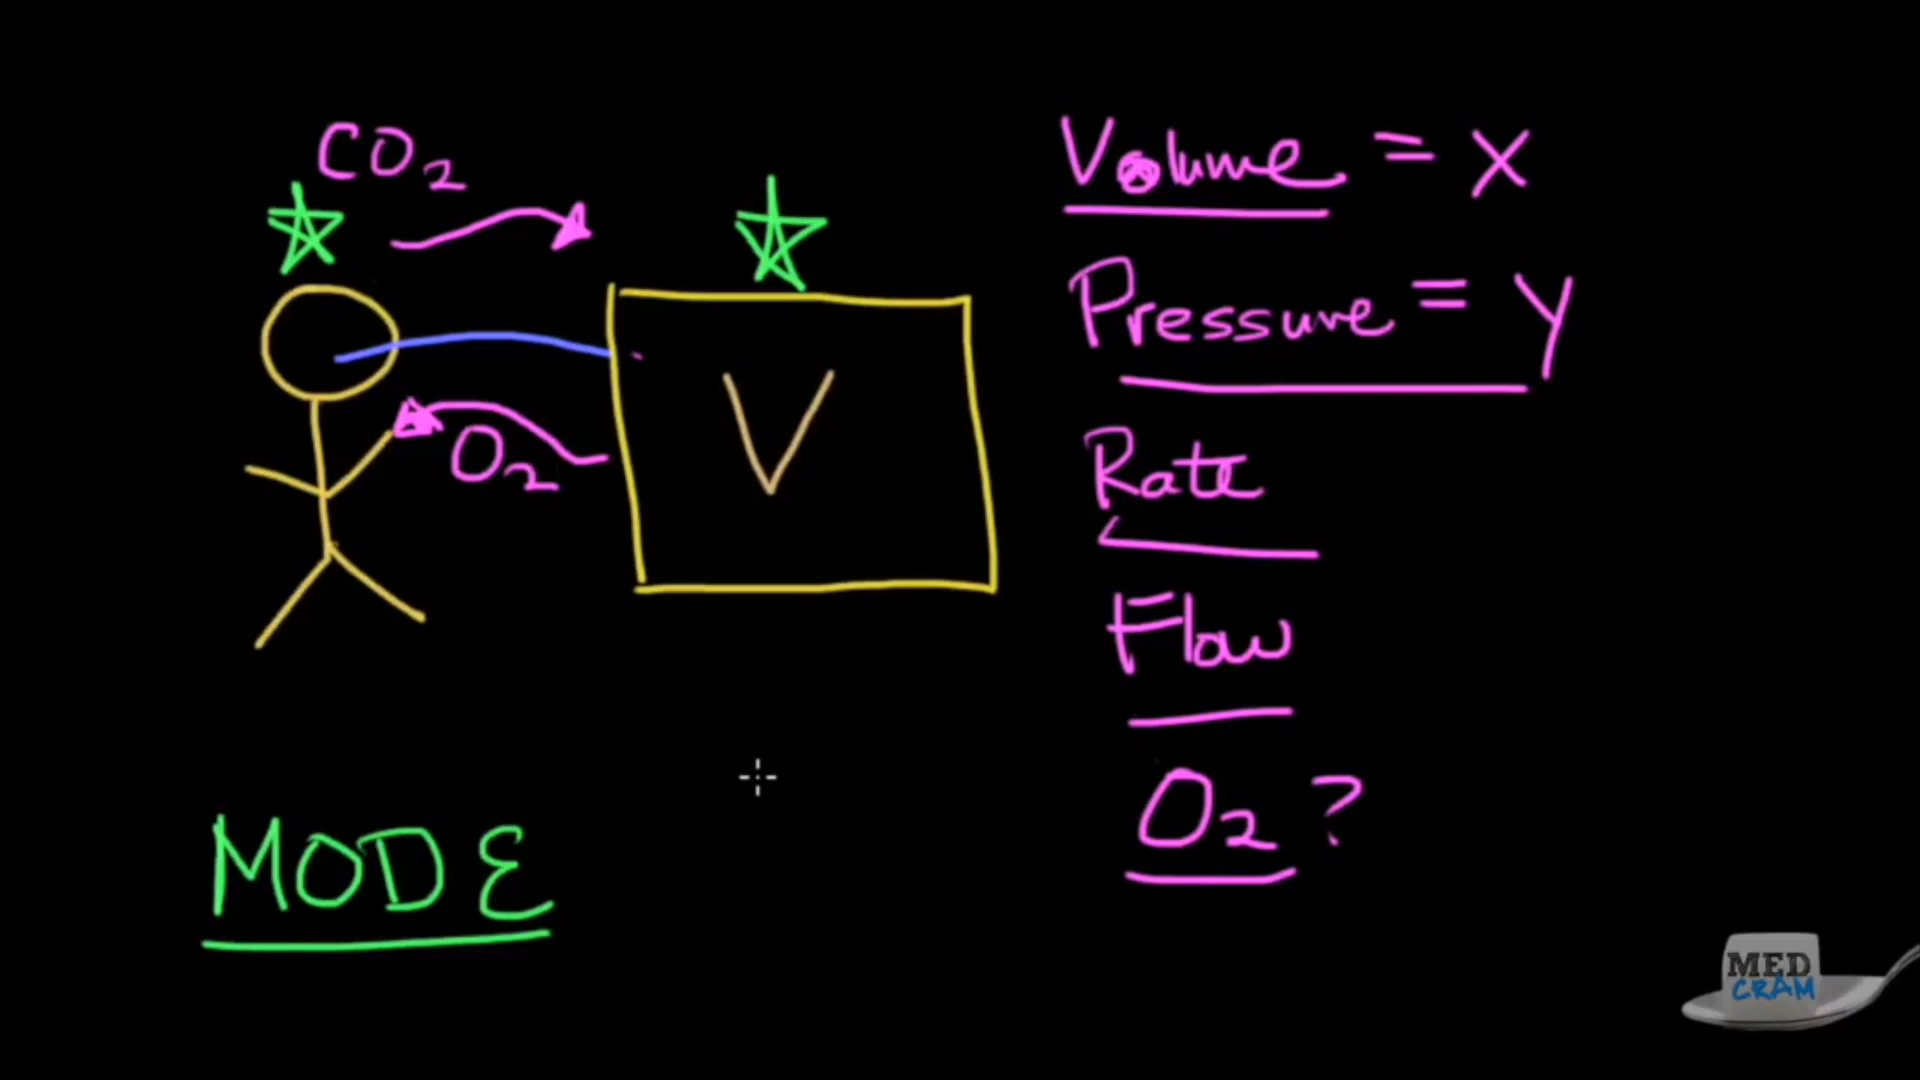 CO2
O2
V
MODE
Volume = X
Pressure = Y
Rate
Flow
O2 ?
MED
CRAM